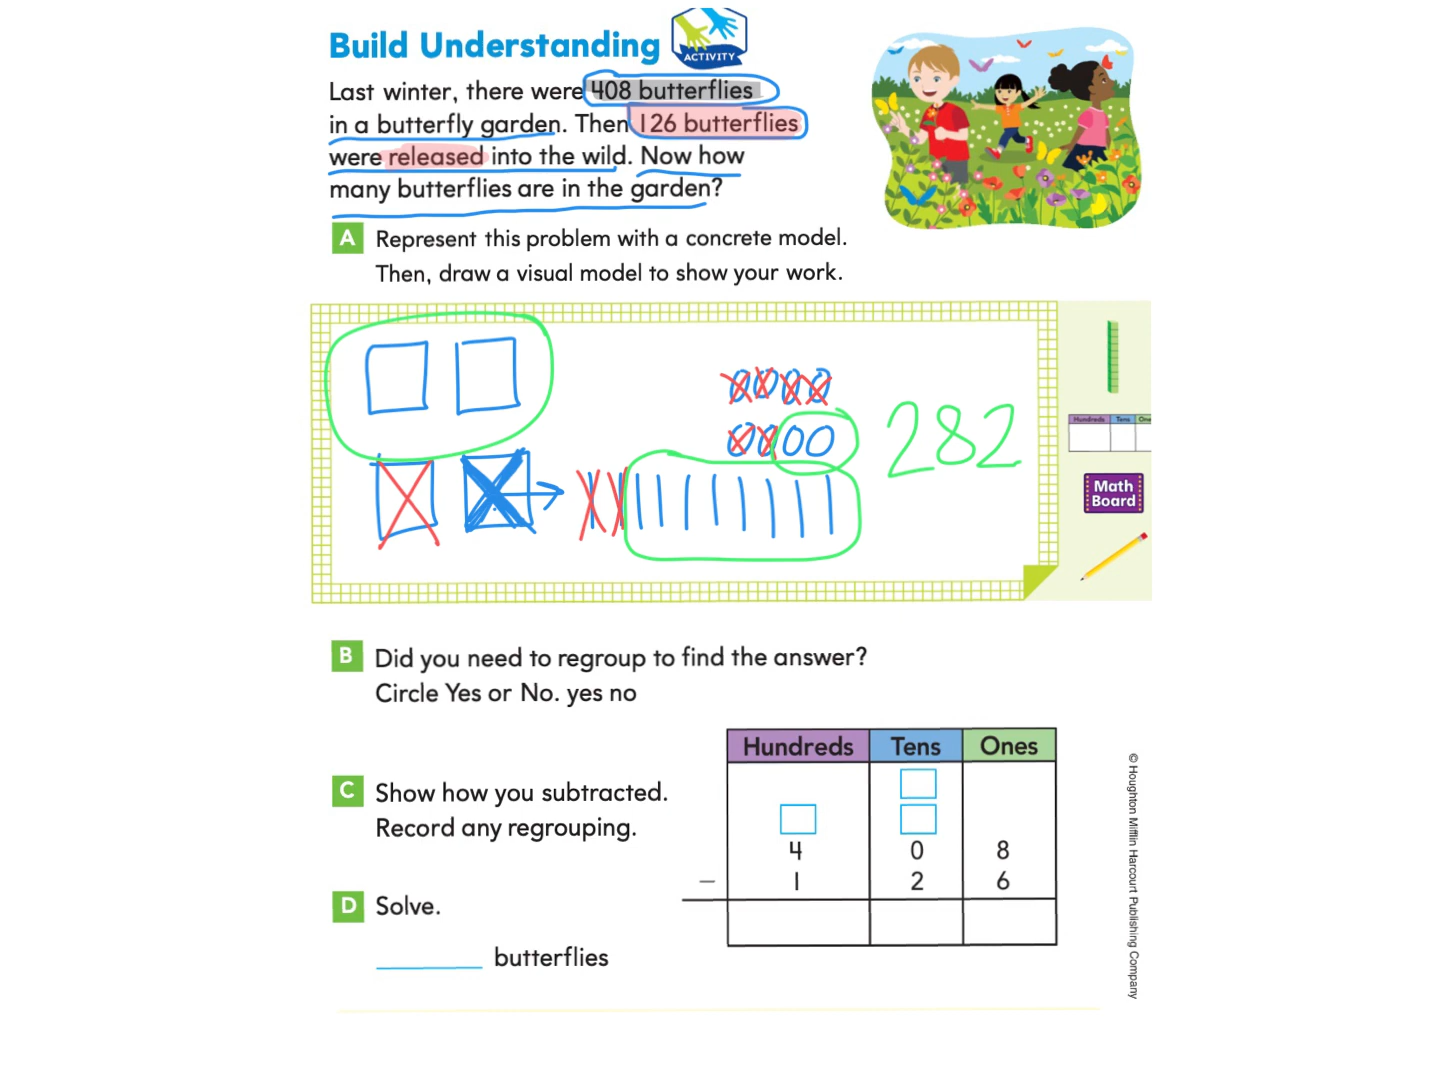 Build Understanding
ACTIVITY
Last winter, there were 408 butterflies
in a butterfly garden. Then 126 butterflies
were released into the wild. Now how
many butterflies are in the garden?
A Represent this problem with a concrete model.
Then, draw a visual model to show your work.
282
Hundreds Tens
Math
Board
B Did you need to regroup to find the answer?
Circle Yes or No. yes no
Hundreds Tens Ones
C Show how you subtracted.
Record any regrouping.
4 0 8
- 1 2 6
D Solve.
butterflies
© Houghton Mifflin Harcourt Publishing Company